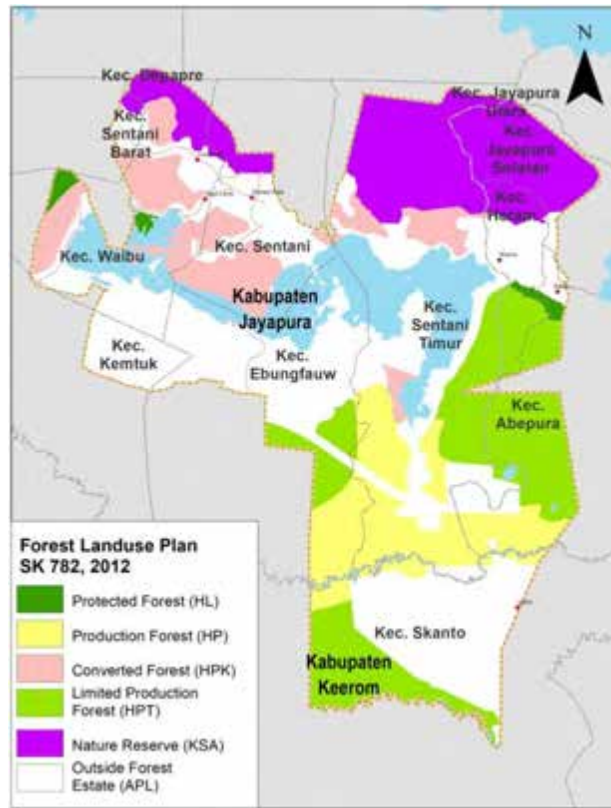 N
Kec. Depapre
Kec.
Sentani
Barat
Kec. Jayapura
Utara
Kec.
Jayapura
Selatan
Kec.
Heram
Kec. Waibu
Kec. Sentani
Kabupaten
Jayapura
Kec.
Sentani
Timur
Kec.
Kemtuk
Kec.
Ebungfauw
Kec.
Abepura
Kec. Skanto
Kabupaten
Keerom
Forest Landuse Plan
SK 782, 2012
Protected Forest (HL)
Production Forest (HP)
Converted Forest (HPK)
Limited Production
Forest (HPT)
Nature Reserve (KSA)
Outside Forest
Estate (APL)